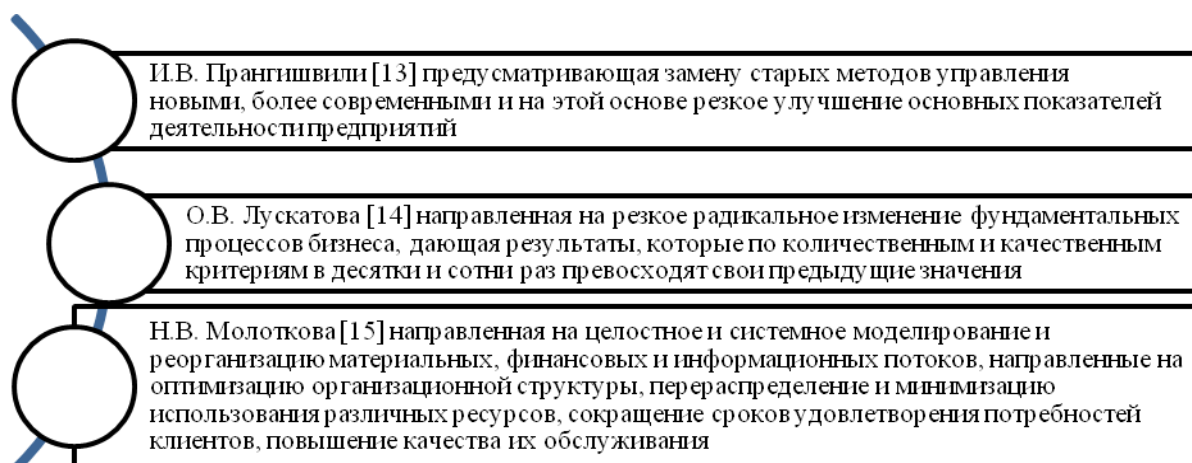 И.В. Прангишвили [13] предусматривающая замену старых методов управления
новыми, более современными и на этой основе резкое улучшение основных показателей
деятельности предприятий
О.В. Лускатова [14] направленная на резкое радикальное изменение фундаментальных
процессов бизнеса, дающая результаты, которые по количественным и качественным
критериям в десятки и сотни раз превосходят свои предыдущие значения
Н.В. Молоткова [15] направленная на целостное и системное моделирование и
реорганизацию материальных, финансовых и информационных потоков, направленные на
оптимизацию организационной структуры, перераспределение и минимизацию
использования различных ресурсов, сокращение сроков удовлетворения потребностей
клиентов, повышение качества их обслуживания